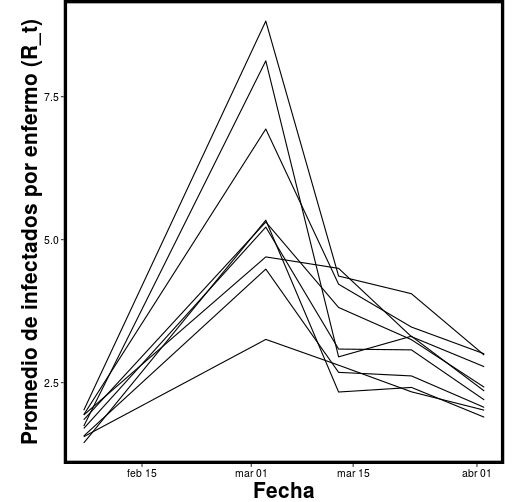 Promedio de infectados por enfermo (R_t)
7.5
5.0
2.5
feb 15
mar 01
mar 15
abr 01
Fecha